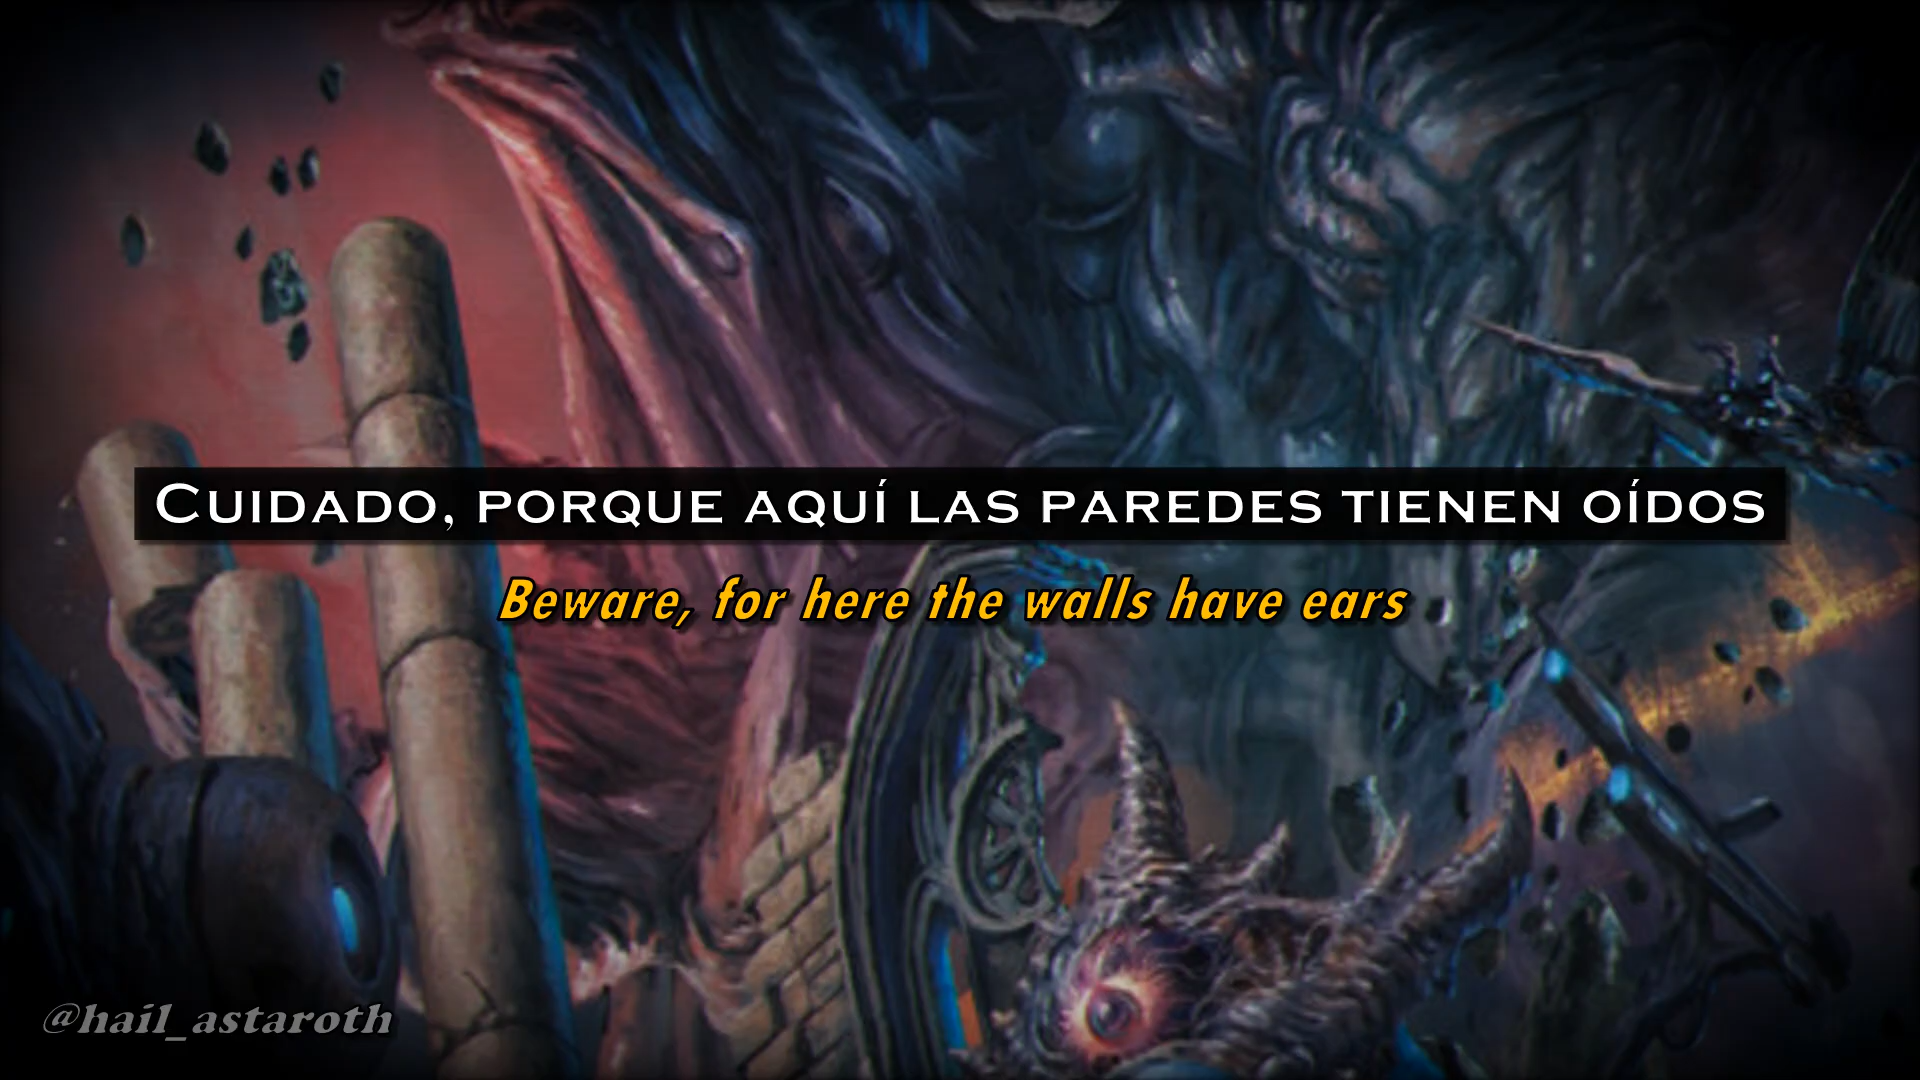 Cuidado, porque aquí las paredes tienen oídos
Beware, for here the walls have ears
@hail_astaroth